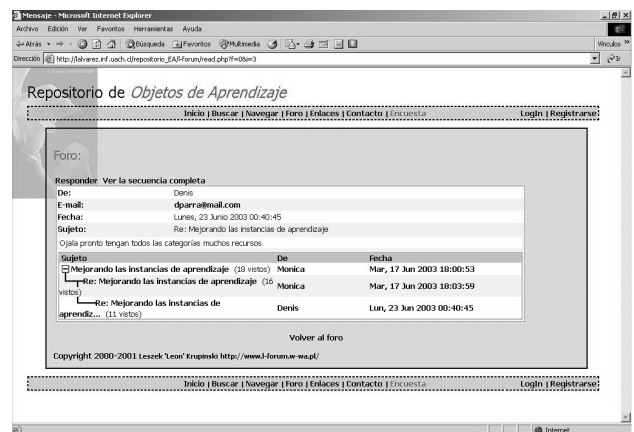 Mensaje - Microsoft Internet Explorer
Archivo Edición Ver Favoritos Herramientas Ayuda
Atrás Búsqueda Favoritos Multimedia Vínculos »
Dirección http://lalvarez.inf.uach.cl/repositorio_EA/l-forum/read.php?f=0&i=3 Ir
Repositorio de Objetos de Aprendizaje
Inicio | Buscar | Navegar | Foro | Enlaces | Contacto | Encuesta LogIn | Registrarse
Foro:
Responder Ver la secuencia completa
De: Denis
E-mail: dparra@mail.com
Fecha: Lunes, 23 Junio 2003 00:40:45
Sujeto: Re: Mejorando las instancias de aprendizaje
Ojala pronto tengan todos las categorías muchos recursos
Sujeto De Fecha
Mejorando las instancias de aprendizaje (18 vistos) Monica Mar, 17 Jun 2003 18:00:53
Re: Mejorando las instancias de aprendizaje (16
vistos) Monica Mar, 17 Jun 2003 18:03:59
Re: Mejorando las instancias de
aprendiz... (11 vistos) Denis Lun, 23 Jun 2003 00:40:45
Volver al foro
Copyright 2000-2001 Leszek 'Leon' Krupinski http://www.l-forum.w-wa.pl/
Inicio | Buscar | Navegar | Foro | Enlaces | Contacto | Encuesta LogIn | Registrarse
Internet